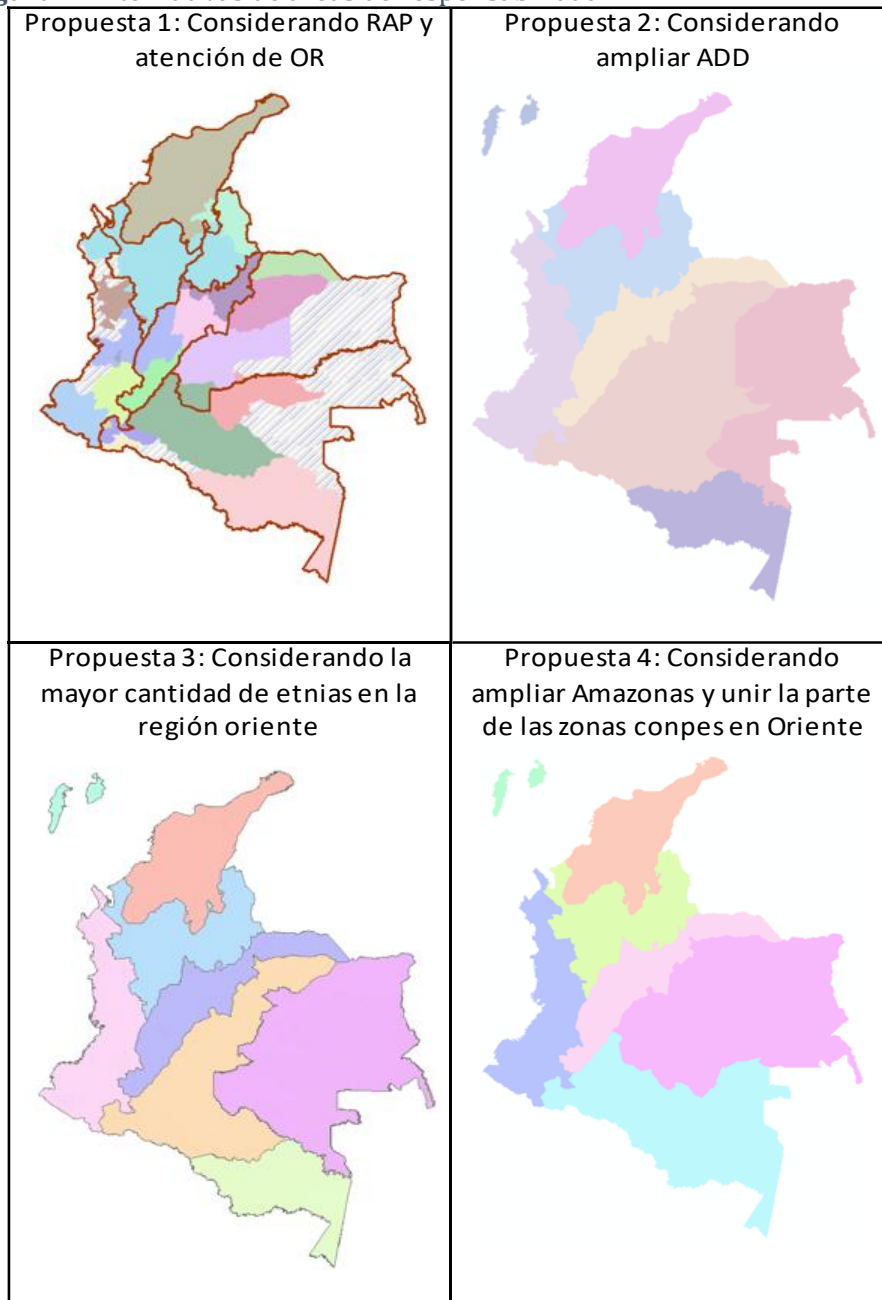 Propuesta 1: Considerando RAP y
atención de OR
Propuesta 2: Considerando
ampliar ADD
Propuesta 3: Considerando la
mayor cantidad de etnias en la
región oriente
Propuesta 4: Considerando
ampliar Amazonas y unir la parte
de las zonas conpes en Oriente